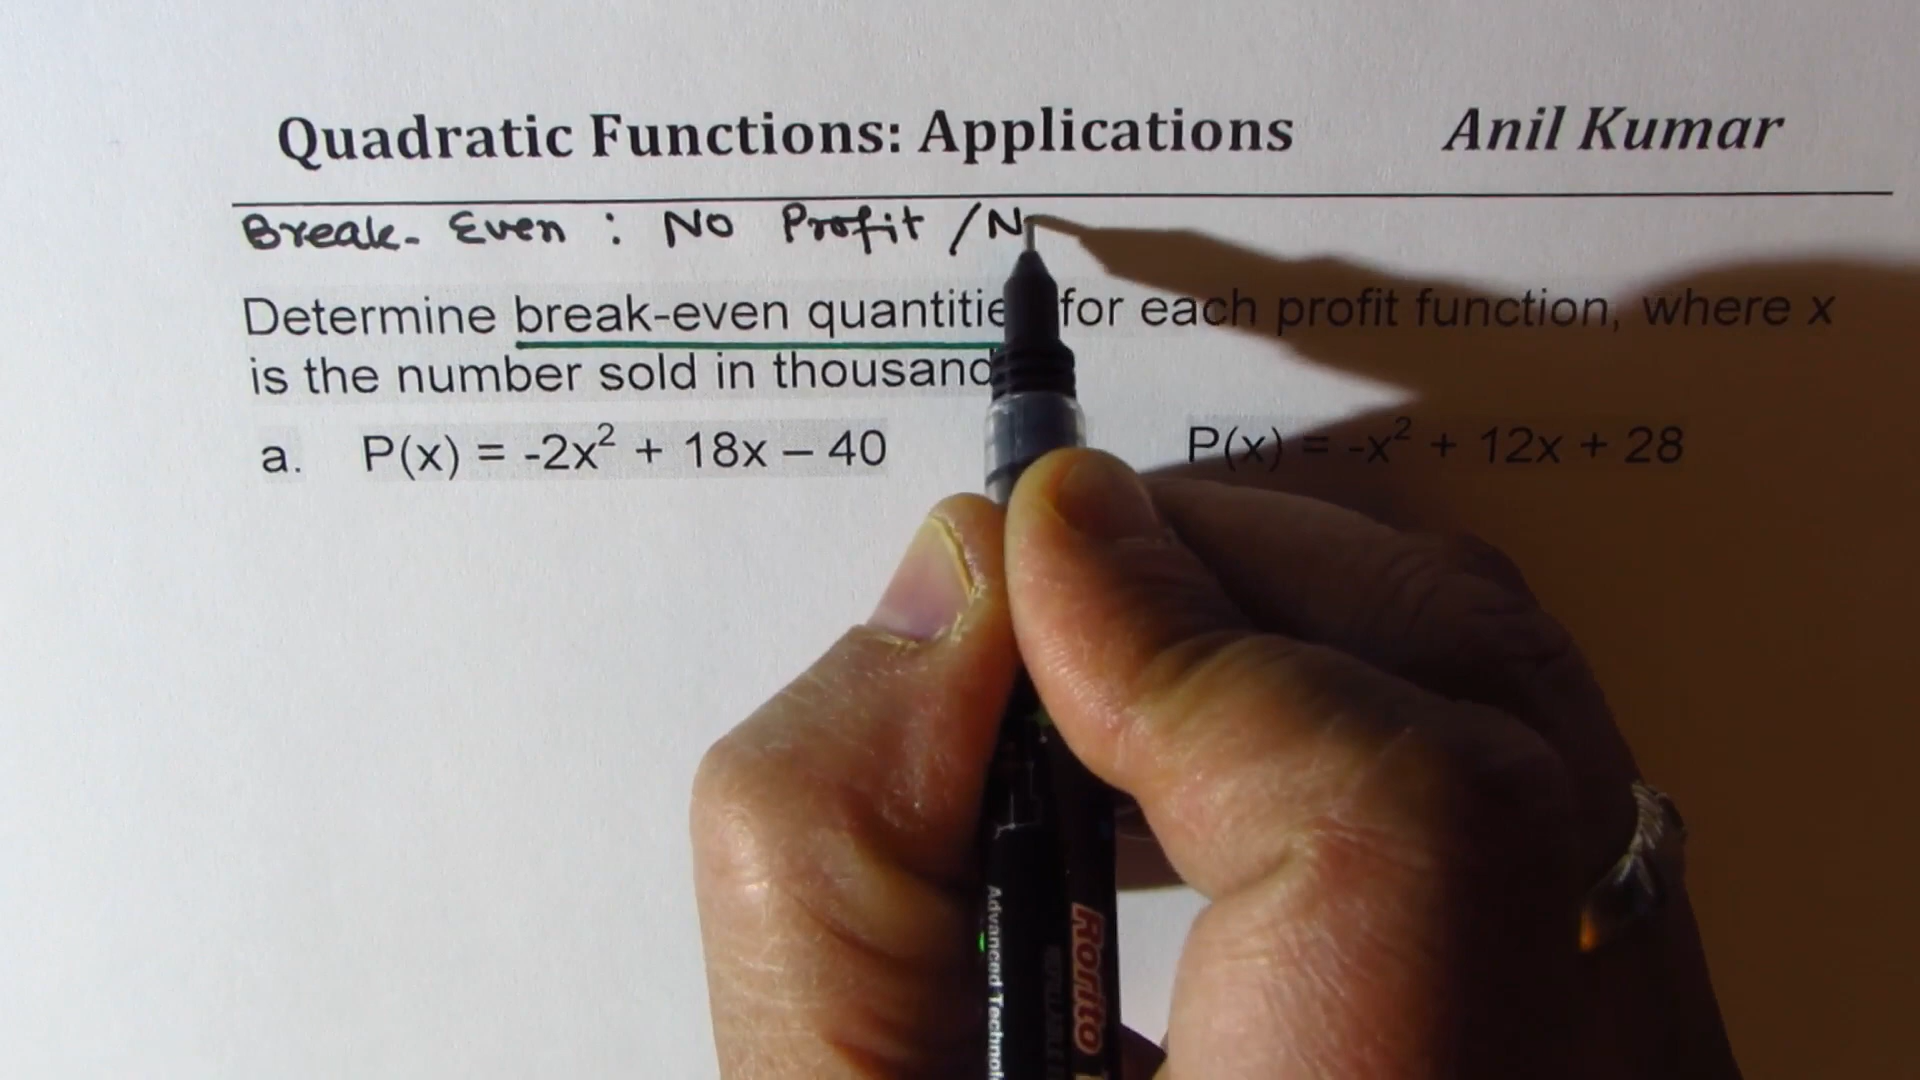 Quadratic Functions: Applications Anil Kumar
Break-Even : No Profit /N
Determine break-even quantitie for each profit function, where x
is the number sold in thousand
a. P(x) = -2x² + 18x – 40 P(x) = -x² + 12x + 28
Advanced Technol
Rorito